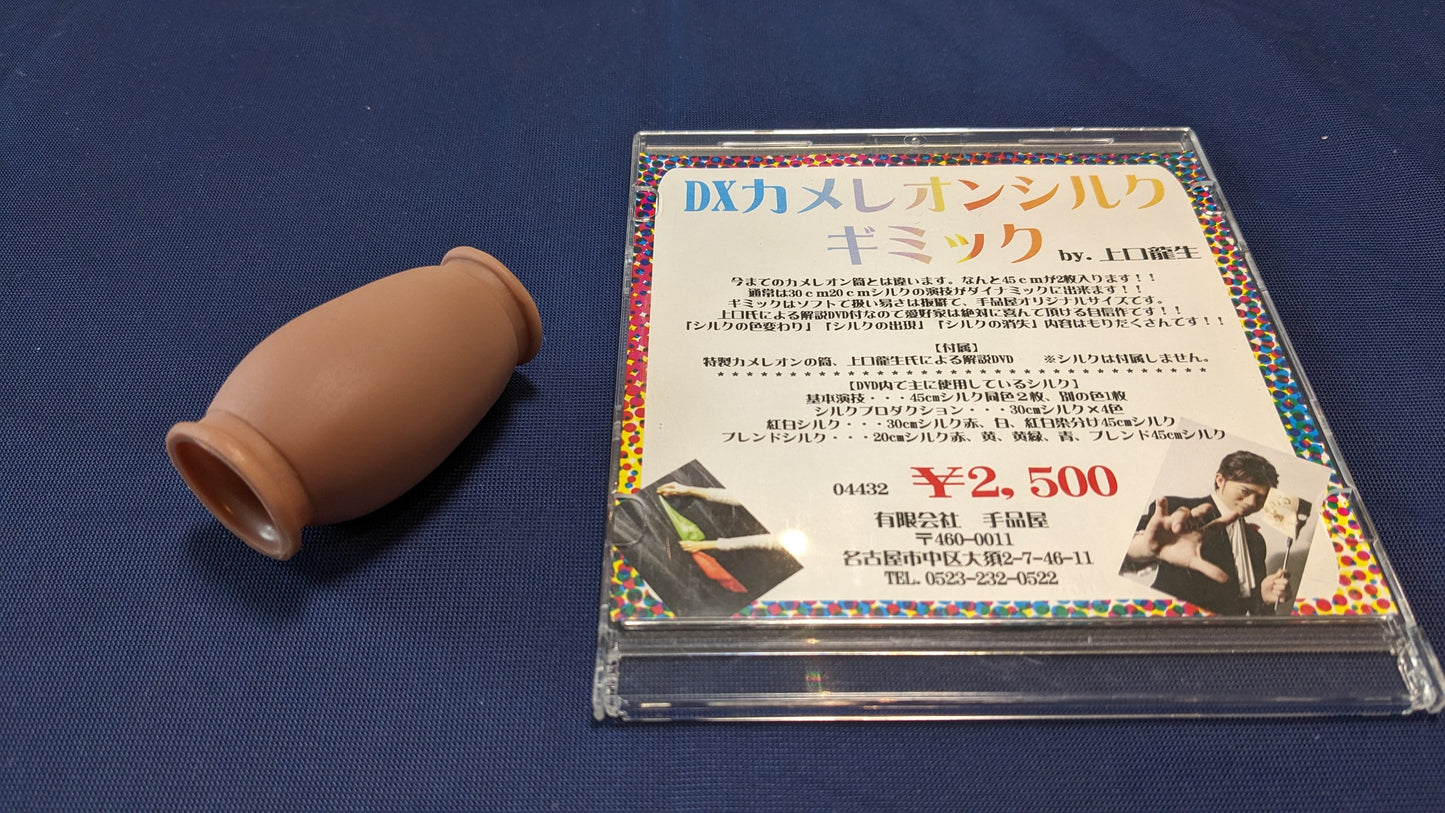 DXカメレオンシルク
ギミック by.上口龍生
今までのカメレオン筒とは違います。なんと45cmが2枚入ります！！
通常は30cm20cmシルクの演技がダイナミックに出来ます！！
ギミックはソフトで扱い易さは抜群で、手品屋オリジナルサイズです。
上口氏による解説DVD付なので愛好家は絶対に喜んで頂ける自信作です！！
「シルクの色変わり」「シルクの出現」「シルクの消失」内容はもりだくさんです！！
【付属】
特製カメレオンの筒、上口龍生氏による解説DVD　※シルクは付属しません。
* * * * * * * * * * * * * * * * * * * * * * * * * * * * * * * * * *
【DVD内で主に使用しているシルク】
基本演技・・・45cmシルク同色２枚、別の色1枚
シルクプロダクション・・・30cmシルク×4色
紅白シルク・・・30cmシルク赤、白、紅白染分け45cmシルク
ブレンドシルク・・・20cmシルク赤、黄、黄緑、青、ブレンド45cmシルク
04432 ￥2,500
有限会社　手品屋
〒460-0011
名古屋市中区大須2-7-46-11
TEL. 0523-232-0522